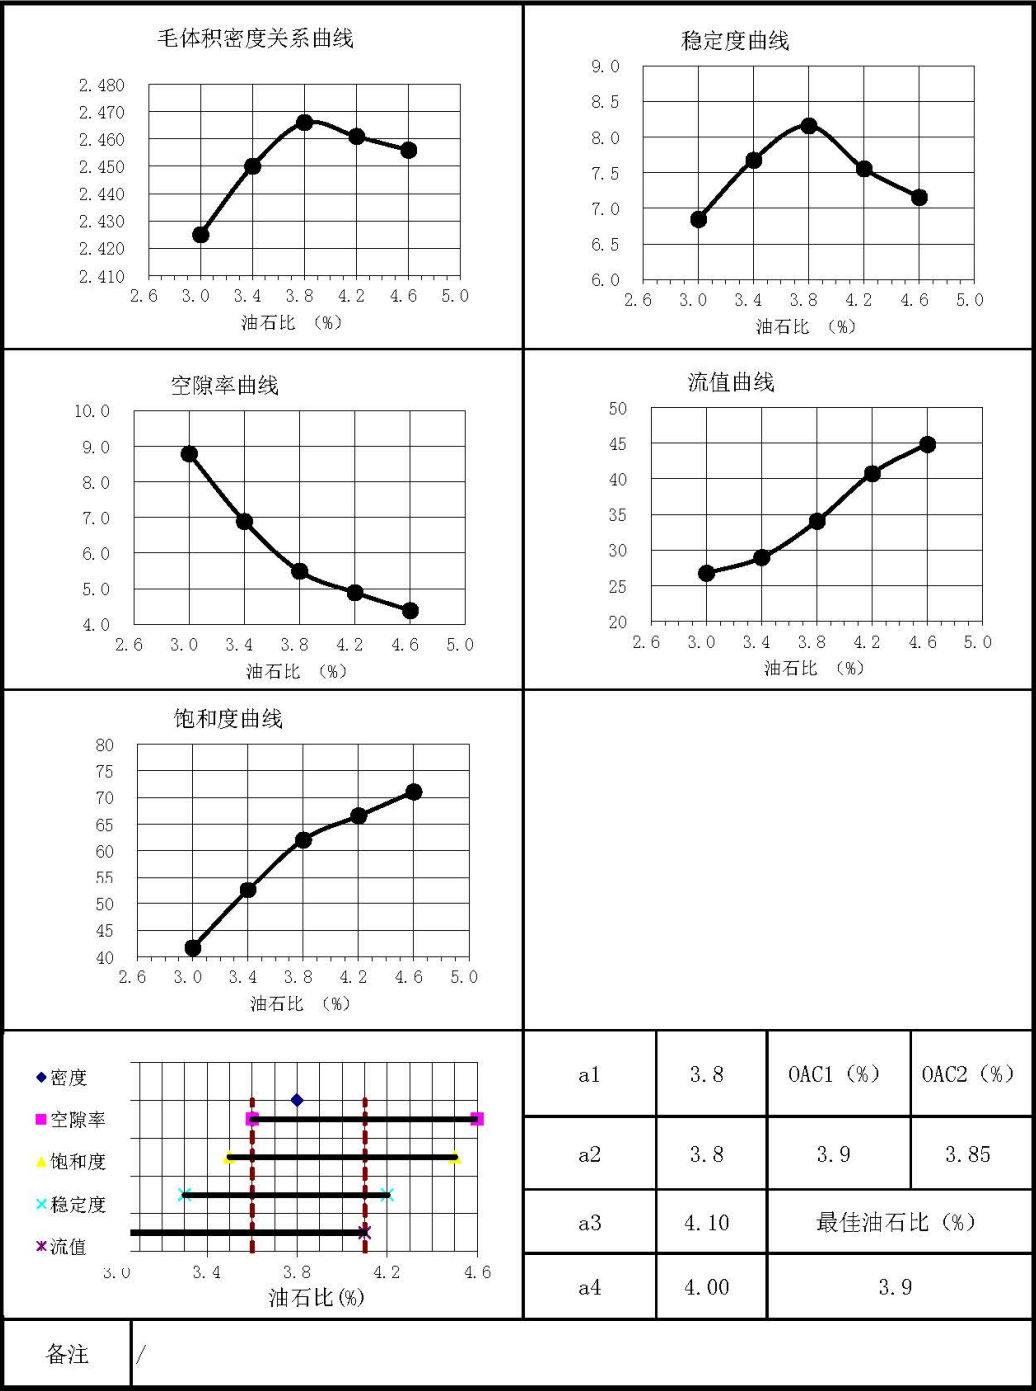 毛体积密度关系曲线
2.480
2.470
2.460
2.450
2.440
2.430
2.420
2.410
2.6 3.0 3.4 3.8 4.2 4.6 5.0
油石比 (%)
稳定度曲线
9.0
8.5
8.0
7.5
7.0
6.5
6.0
2.6 3.0 3.4 3.8 4.2 4.6 5.0
油石比 (%)
空隙率曲线
10.0
9.0
8.0
7.0
6.0
5.0
4.0
2.6 3.0 3.4 3.8 4.2 4.6 5.0
油石比 (%)
流值曲线
50
45
40
35
30
25
20
2.6 3.0 3.4 3.8 4.2 4.6 5.0
油石比 (%)
饱和度曲线
80
75
70
65
60
55
50
45
40
2.6 3.0 3.4 3.8 4.2 4.6 5.0
油石比 (%)
密度
空隙率
饱和度
稳定度
流值
3.0 3.4 3.8 4.2 4.6
油石比(%)
a1 3.8 OAC1（%） OAC2（%）
a2 3.8 3.9 3.85
a3 4.10 最佳油石比（%）
a4 4.00 3.9
备注 /